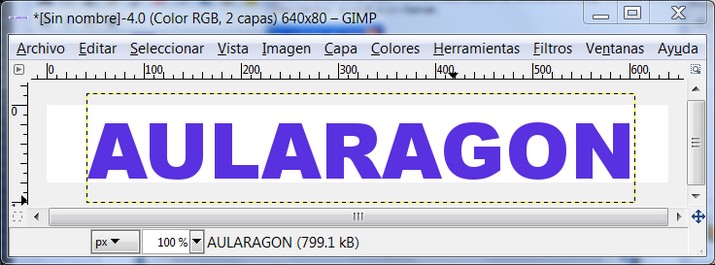 *[Sin nombre]-4.0 (Color RGB, 2 capas) 640x80 – GIMP
Archivo Editar Seleccionar Vista Imagen Capa Colores Herramientas Filtros Ventanas Ayuda
0 100 200 300 400 500 600
0
AULARAGON
px 100 % AULARAGON (799.1 kB)